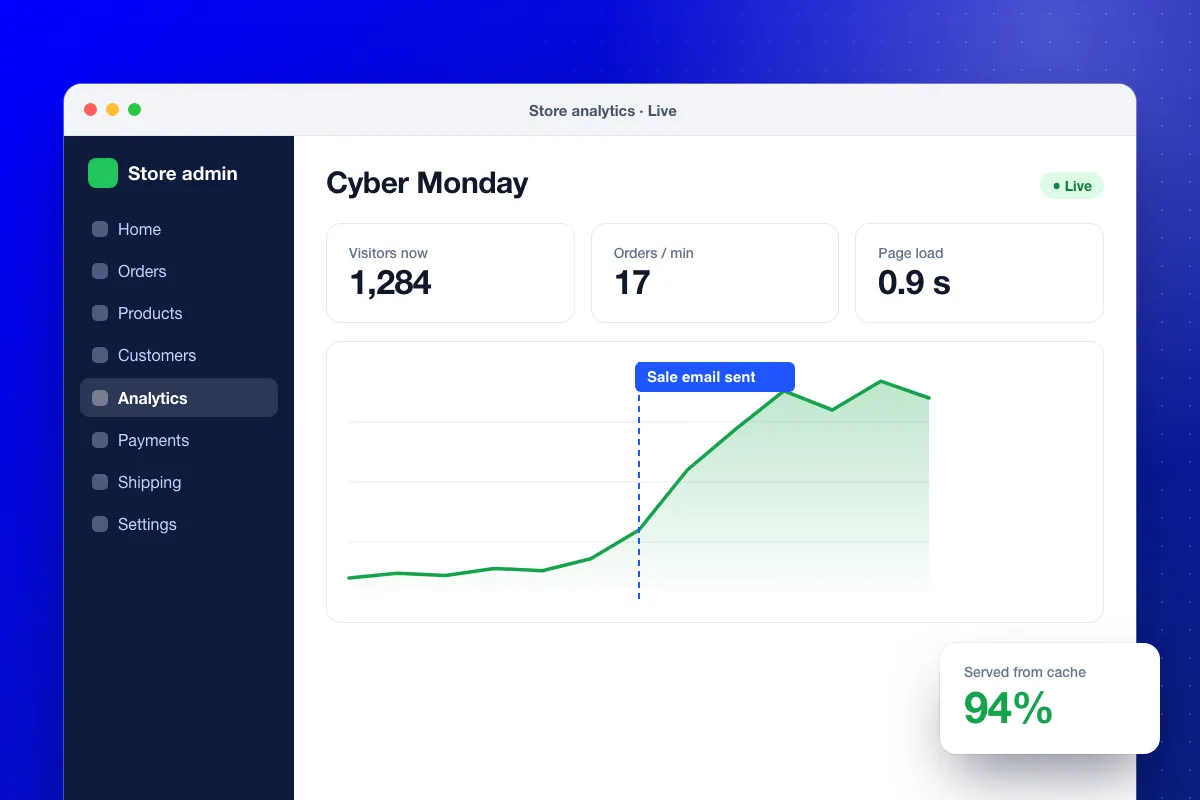 Store analytics · Live
Store admin
Home
Orders
Products
Customers
Analytics
Payments
Shipping
Settings
Cyber Monday
Live
Visitors now
1,284
Orders / min
17
Page load
0.9 s
Sale email sent
Served from cache
94%